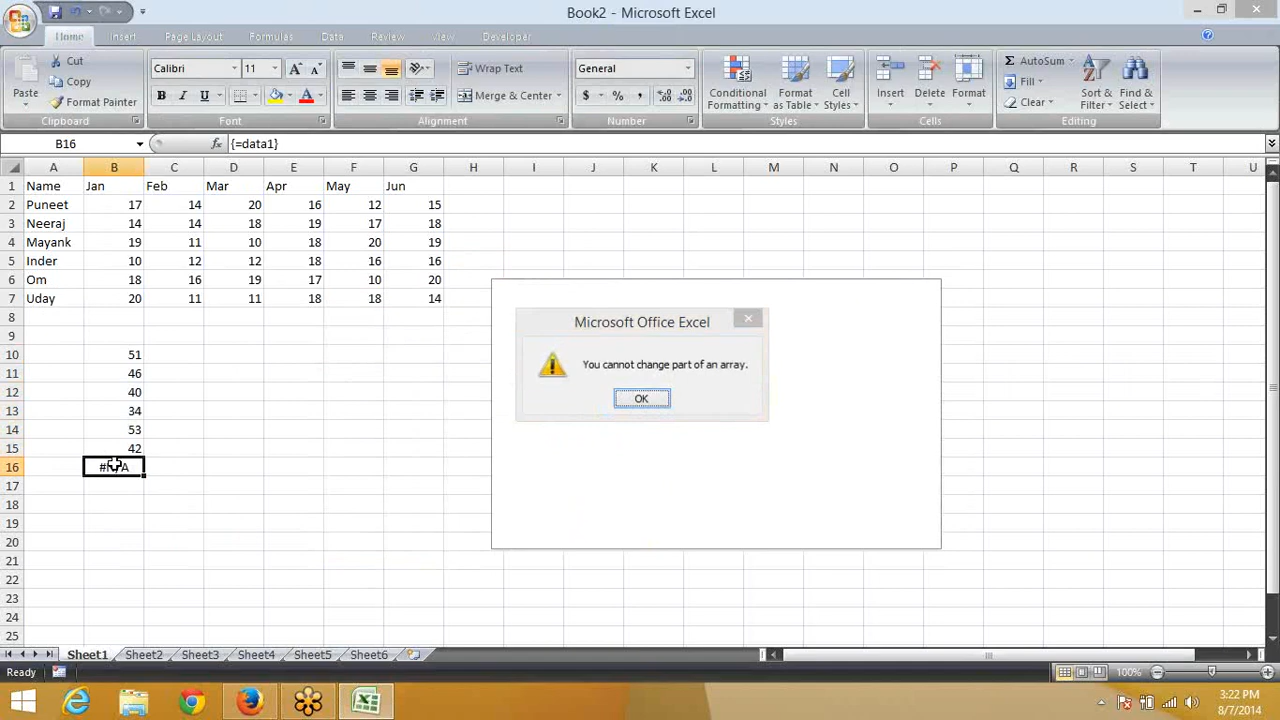 Book2 - Microsoft Excel
Home Insert Page Layout Formulas Data Review View Developer
Cut
Copy
Format Painter
Paste
Clipboard
Calibri 11
B I U
Font
Wrap Text
Merge & Center
Alignment
General
$ % ,
Number
Conditional Formatting
Format as Table
Cell Styles
Styles
Insert Delete Format
Cells
AutoSum
Fill
Clear
Sort & Filter
Find & Select
Editing
B16 fx {=data1}
A B C D E F G H I J K L M N O P Q R S T U
1 Name Jan Feb Mar Apr May Jun
2 Puneet 17 14 20 16 12 15
3 Neeraj 14 14 18 19 17 18
4 Mayank 19 11 10 18 20 19
5 Inder 10 12 12 18 16 16
6 Om 18 16 19 17 10 20
7 Uday 20 11 11 18 18 14
8
9
10 51
11 46
12 40
13 34
14 53
15 42
16
17
18
19
20
21
22
23
24
25
Microsoft Office Excel
You cannot change part of an array.
OK
Sheet1 Sheet2 Sheet3 Sheet4 Sheet5 Sheet6
Ready 100%
3:22 PM
8/7/2014